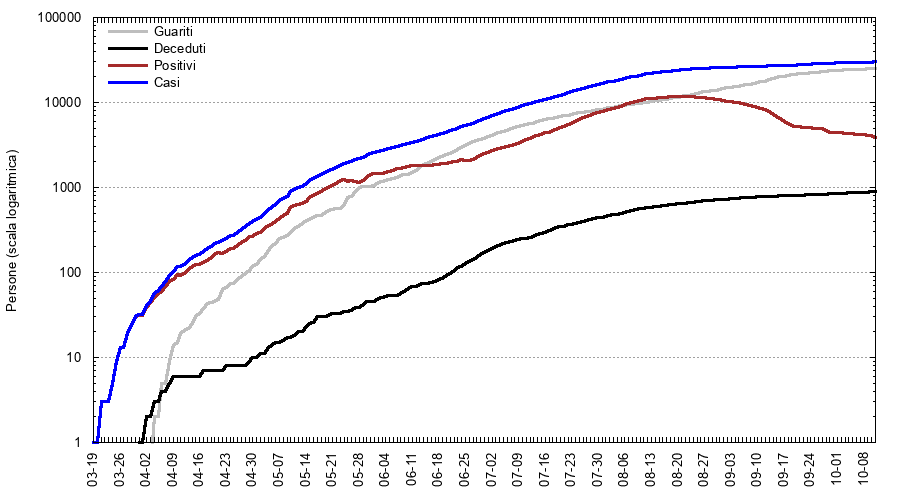 Persone (scala logaritmica)
100000
10000
1000
100
10
1
Guariti
Deceduti
Positivi
Casi
03-19 03-26 04-02 04-09 04-16 04-23 04-30 05-07 05-14 05-21 05-28 06-04 06-11 06-18 06-25 07-02 07-09 07-16 07-23 07-30 08-06 08-13 08-20 08-27 09-03 09-10 09-17 09-24 10-01 10-08